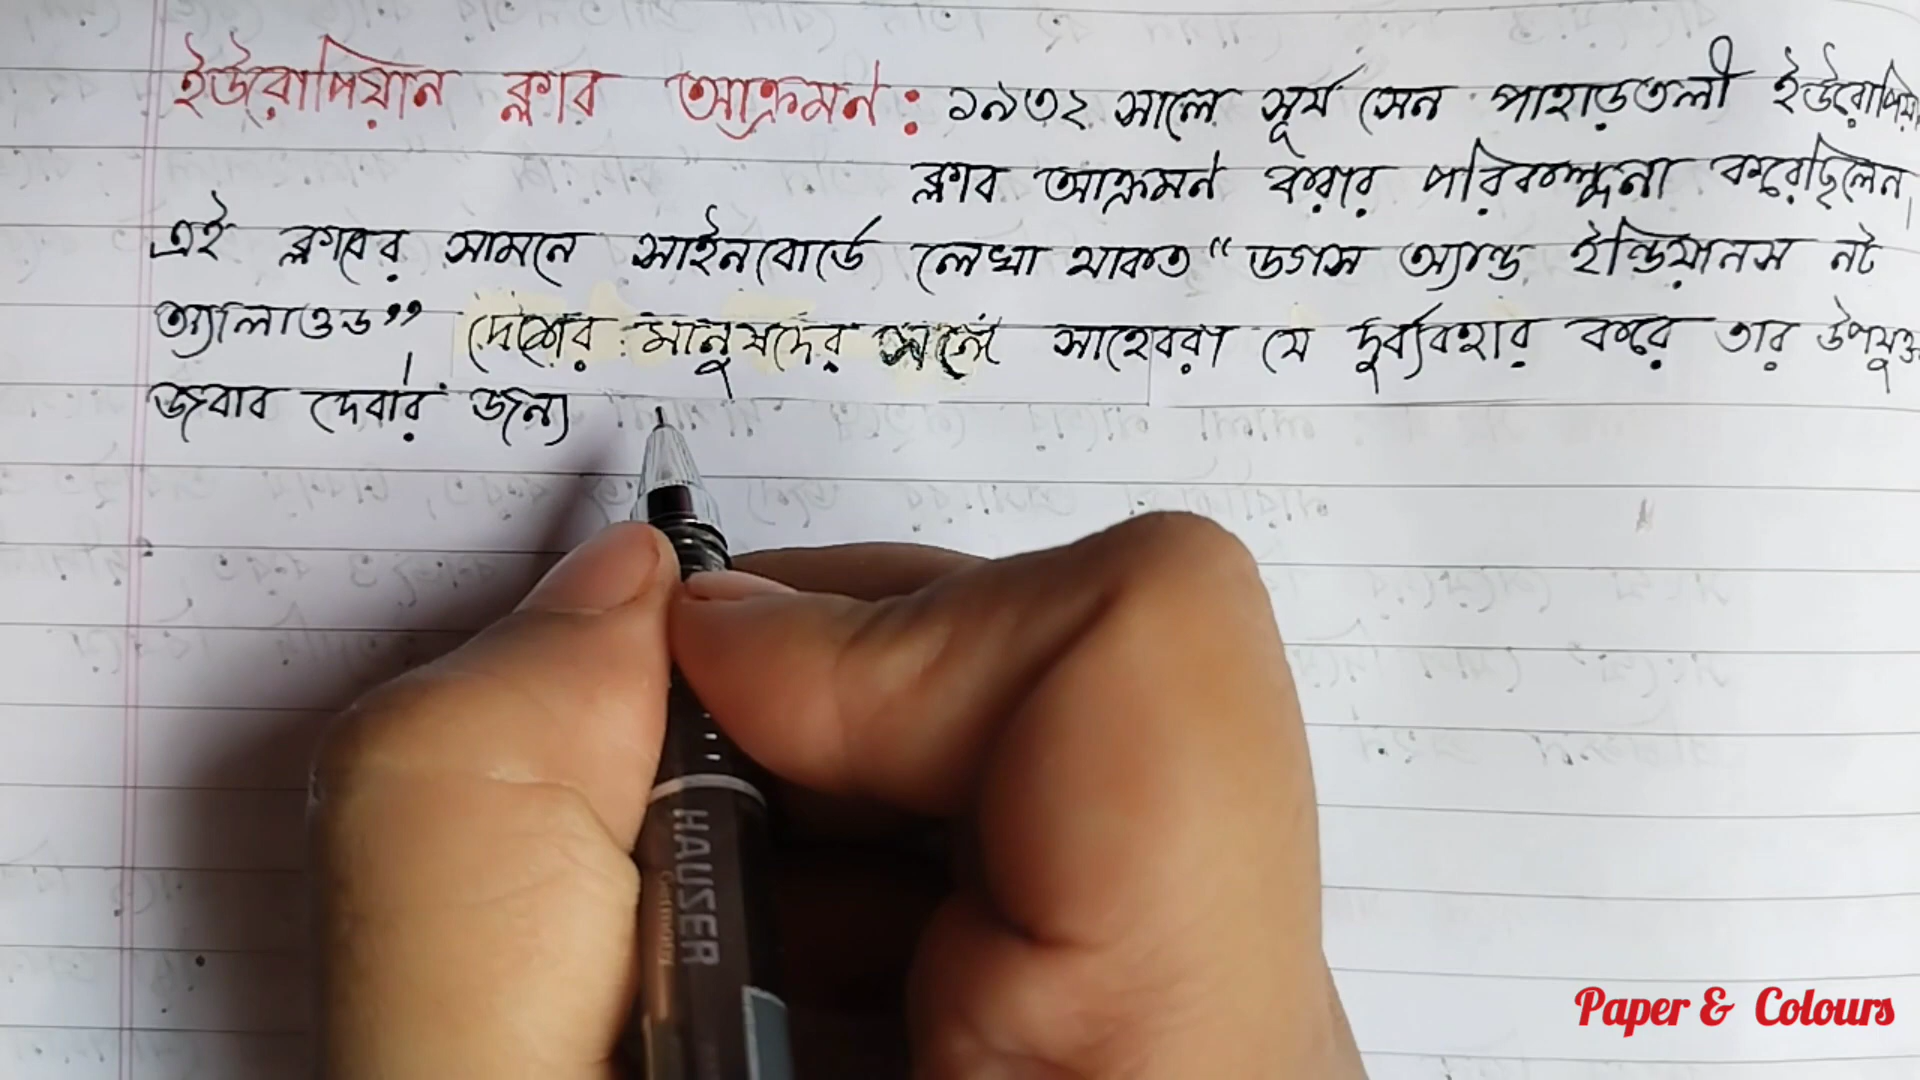 ইউরোপিয়ান ক্লাব আক্রমন : ১৯৩২ সালে সূর্য সেন পাহাড়তলী ইউরোপিয়া
ক্লাব আক্রমন করার পরিকল্পনা করেছিলেন।
এই ক্লাবের সামনে সাইনবোর্ডে লেখা থাকত “ডগস অ্যান্ড ইন্ডিয়ানস নট
অ্যালাওড” । দেশের মানুষদের সঙ্গে সাহেবরা যে দুর্ব্যবহার করে তার উপযুক্ত
জবাব দেবার জন্য
HAUSER
Germany
Paper & Colours